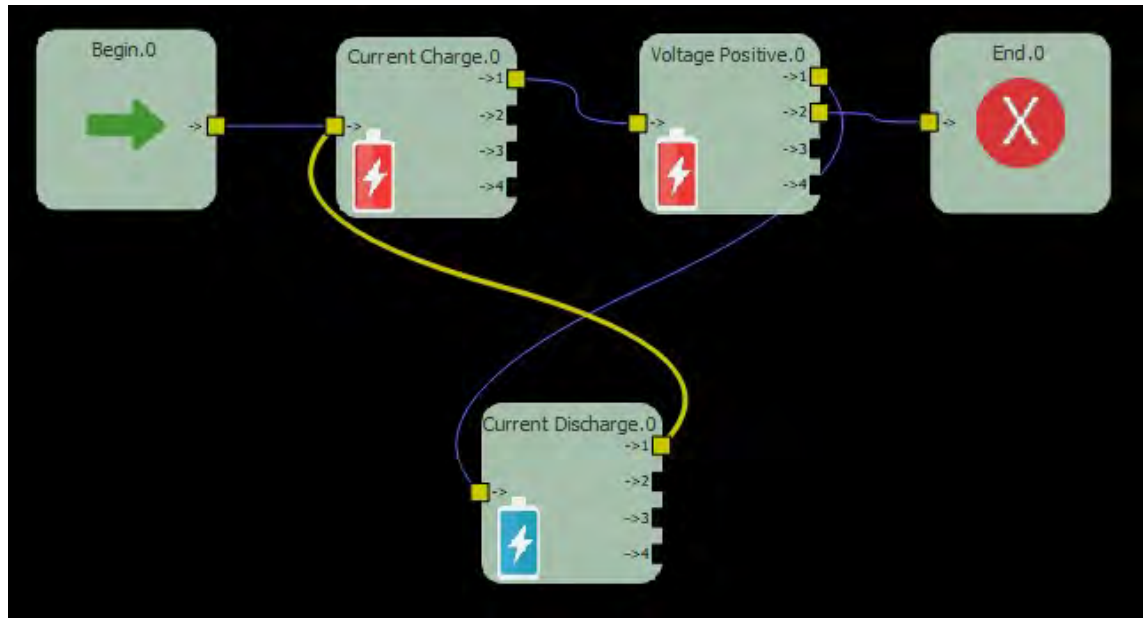 Begin.0
->
Current Charge.0
->1
->
->2
->3
->4
Voltage Positive.0
->1
->2
->
->3
->4
End.0
->
X
Current Discharge.0
->1
->2
->
->3
->4